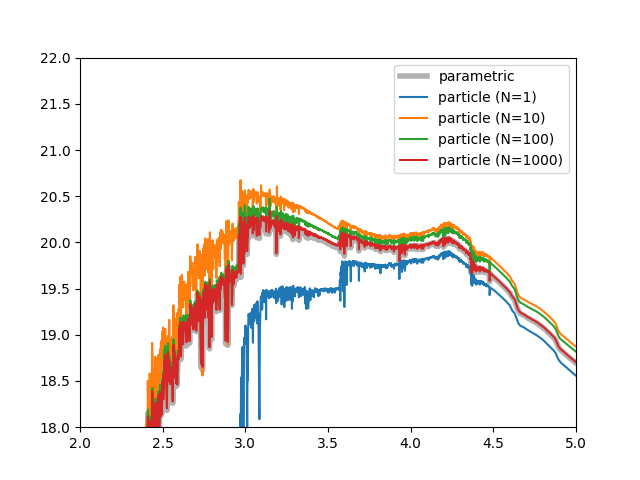 22.0
21.5
21.0
20.5
20.0
19.5
19.0
18.5
18.0
2.0 2.5 3.0 3.5 4.0 4.5 5.0
parametric
particle (N=1)
particle (N=10)
particle (N=100)
particle (N=1000)